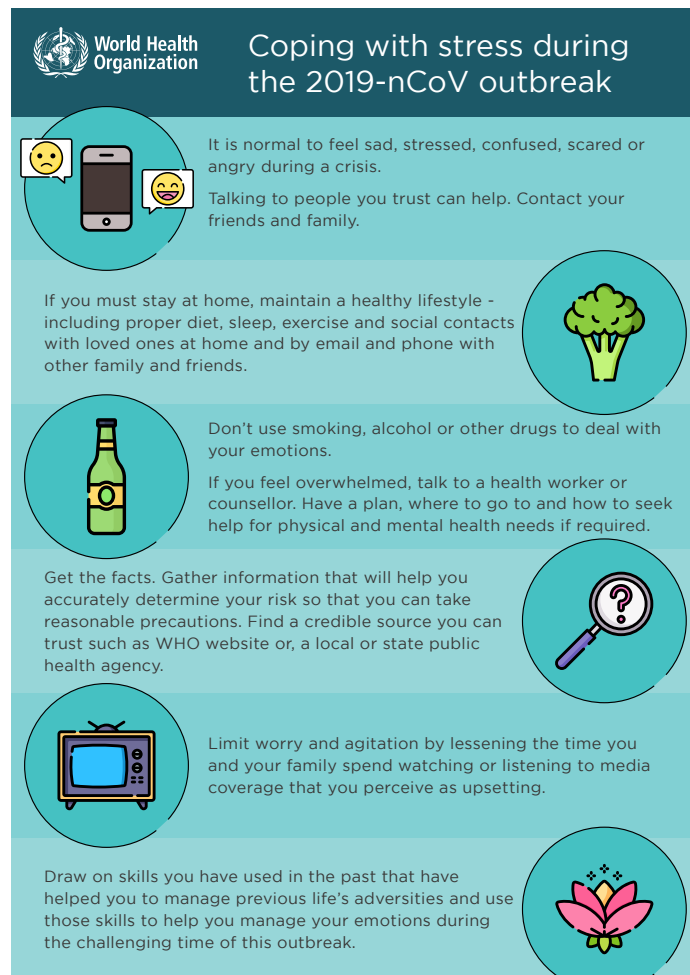 World Health
Organization
Coping with stress during
the 2019-nCoV outbreak
It is normal to feel sad, stressed, confused, scared or
angry during a crisis.
Talking to people you trust can help. Contact your
friends and family.
If you must stay at home, maintain a healthy lifestyle -
including proper diet, sleep, exercise and social contacts
with loved ones at home and by email and phone with
other family and friends.
Don’t use smoking, alcohol or other drugs to deal with
your emotions.
If you feel overwhelmed, talk to a health worker or
counsellor. Have a plan, where to go to and how to seek
help for physical and mental health needs if required.
Get the facts. Gather information that will help you
accurately determine your risk so that you can take
reasonable precautions. Find a credible source you can
trust such as WHO website or, a local or state public
health agency.
?
Limit worry and agitation by lessening the time you
and your family spend watching or listening to media
coverage that you perceive as upsetting.
Draw on skills you have used in the past that have
helped you to manage previous life’s adversities and use
those skills to help you manage your emotions during
the challenging time of this outbreak.